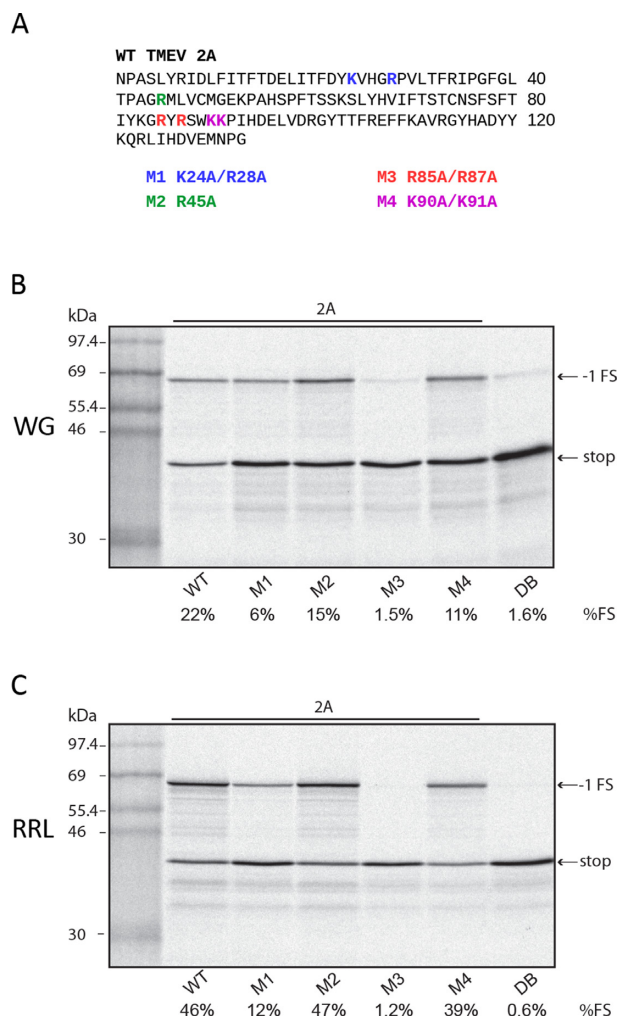 A
WT TMEV 2A
NPASLYRIDLFITFTDELITFDYKVHGRPVLTFRIPGFGL 40
TPAGRMLVCMGEKPAHSPFTSSKSLYHVIFTSTCNSFSFT 80
IYKGRYRSWKKPIHDELVDRGYTTFREFFKAVRGYHADYY 120
KQRLIHDVEMNPG
M1 K24A/R28A M3 R85A/R87A
M2 R45A M4 K90A/K91A
B
2A
kDa
97.4
69 -1 FS
55.4
WG 46
stop
30
WT M1 M2 M3 M4 DB
22% 6% 15% 1.5% 11% 1.6% %FS
C
2A
kDa
97.4
69 -1 FS
55.4
RRL 46
stop
30
WT M1 M2 M3 M4 DB
46% 12% 47% 1.2% 39% 0.6% %FS